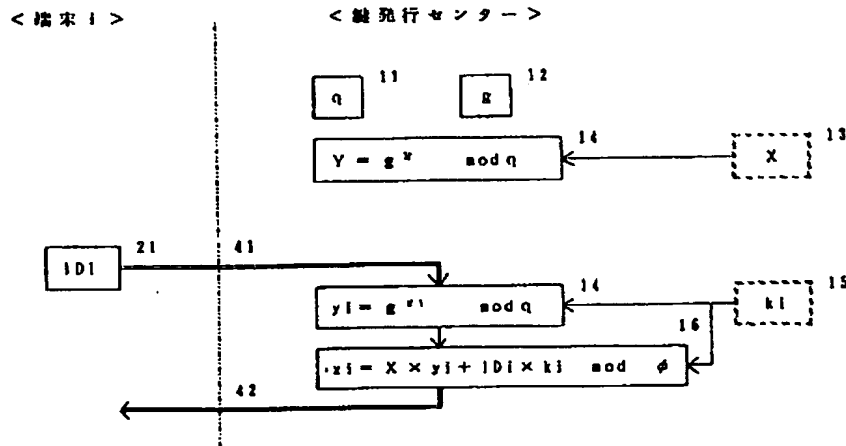 <端末i> <鍵発行センター>
11 12
q g
14 13
Y = g^X mod q X
21 41
IDi
14 15
yi = g^ki mod q ki
16
xi = X × yi + IDi × ki mod φ
42